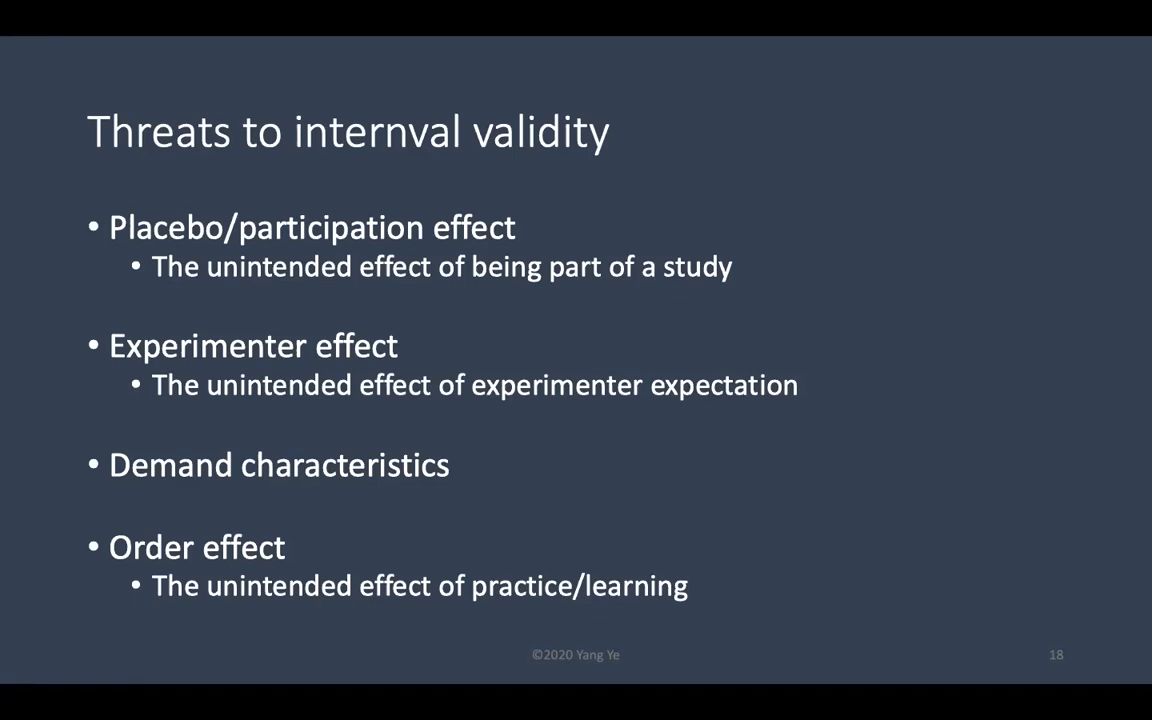 Threats to internval validity
• Placebo/participation effect
• The unintended effect of being part of a study
• Experimenter effect
• The unintended effect of experimenter expectation
• Demand characteristics
• Order effect
• The unintended effect of practice/learning
©2020 Yang Ye
18